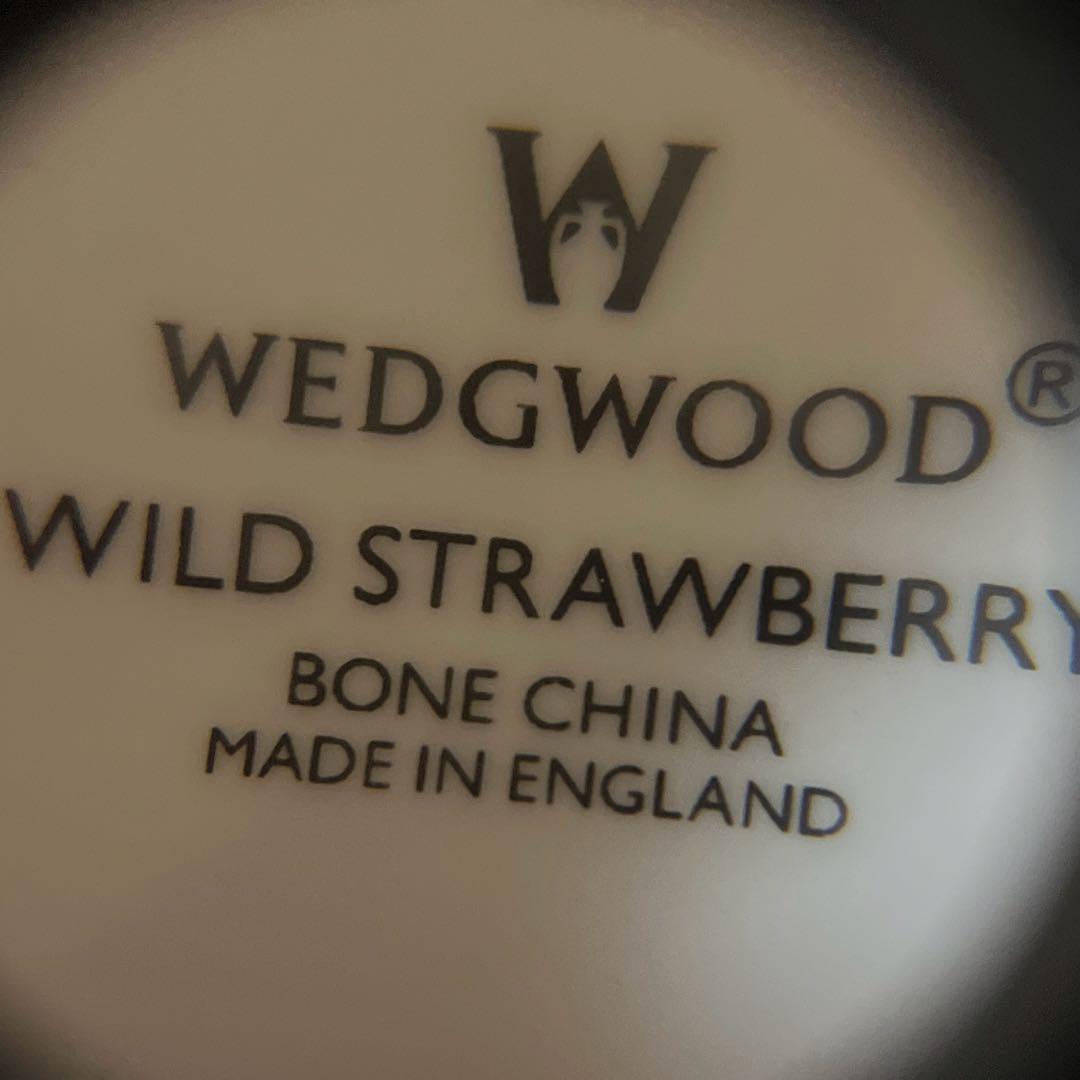 W
WEDGWOOD®
WILD STRAWBERRY
BONE CHINA
MADE IN ENGLAND